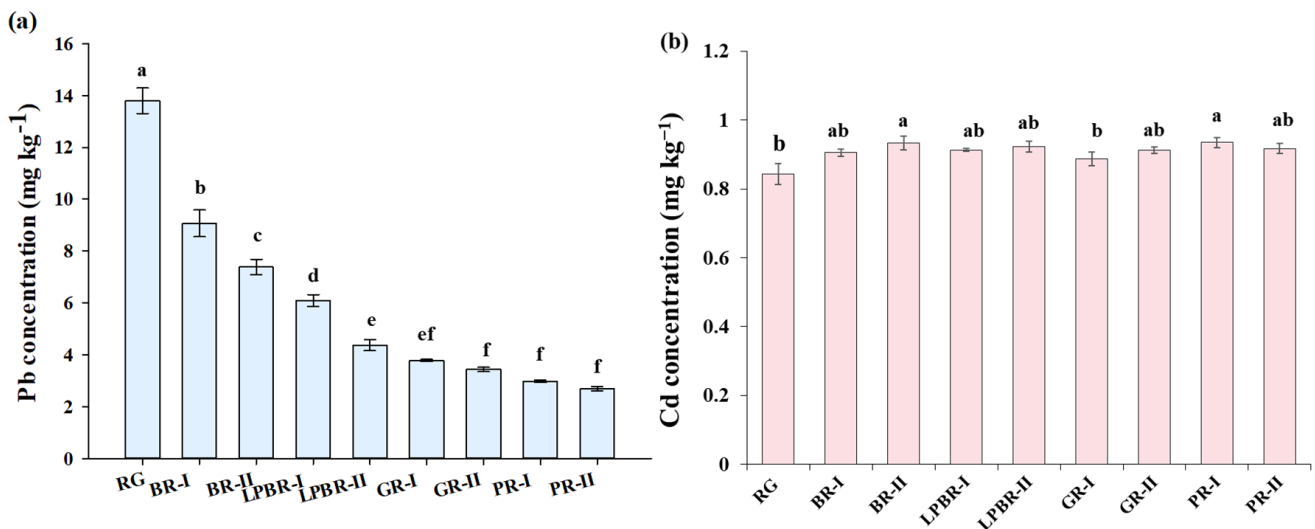 (a)
Pb concentration (mg kg⁻¹)
16
14
12
10
8
6
4
2
0
a
b
c
d
e
ef
f
f
f
RG
BR-I
BR-II
LPBR-I
LPBR-II
GR-I
GR-II
PR-I
PR-II
(b)
Cd concentration (mg kg⁻¹)
1.2
1
0.8
0.6
0.4
0.2
0
b
ab
a
ab
ab
b
ab
a
ab
RG
BR-I
BR-II
LPBR-I
LPBR-II
GR-I
GR-II
PR-I
PR-II